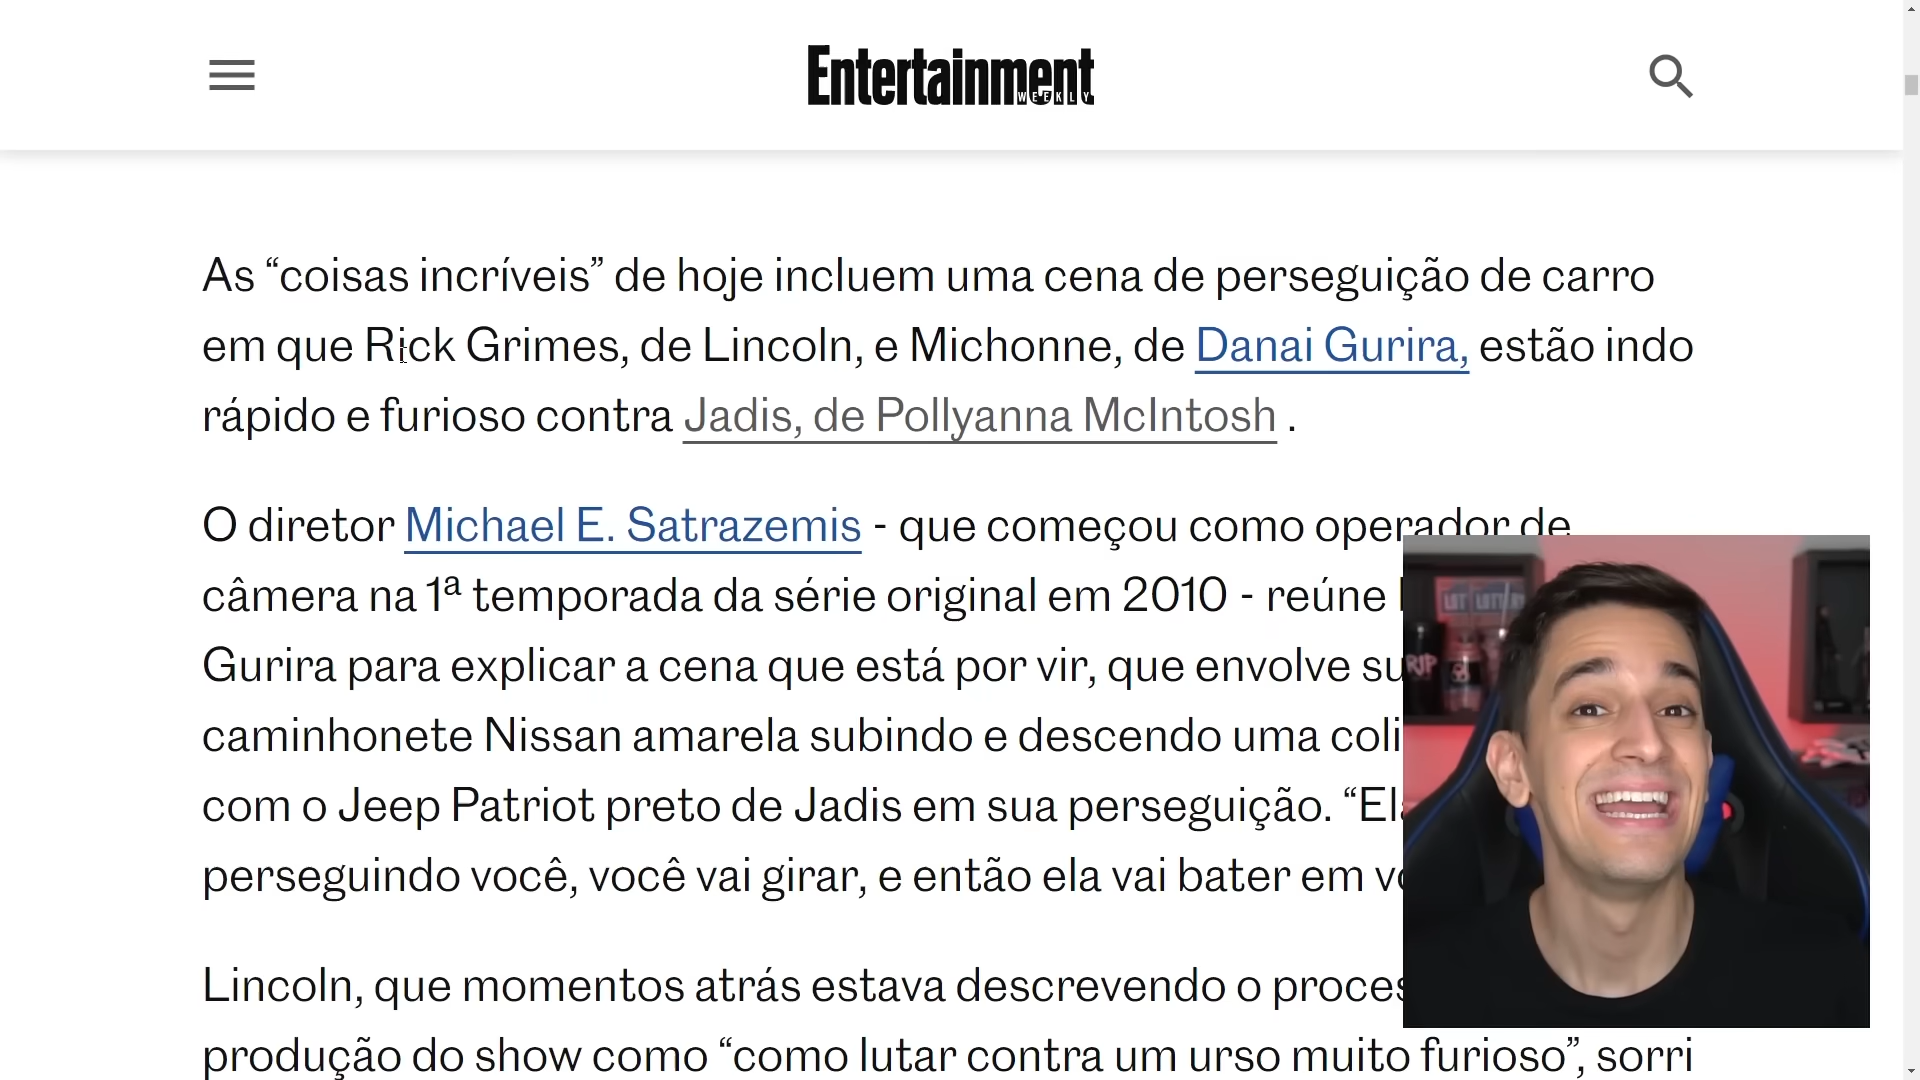 Entertainment
WEEKLY
As “coisas incríveis” de hoje incluem uma cena de perseguição de carro
em que Rick Grimes, de Lincoln, e Michonne, de Danai Gurira, estão indo
rápido e furioso contra Jadis, de Pollyanna McIntosh .
O diretor Michael E. Satrazemis - que começou como operador de
câmera na 1ª temporada da série original em 2010 - reúne
Gurira para explicar a cena que está por vir, que envolve
caminhonete Nissan amarela subindo e descendo uma
com o Jeep Patriot preto de Jadis em sua perseguição.
perseguindo você, você vai girar, e então ela vai bater em
Lincoln, que momentos atrás estava descrevendo o
produção do show como “como lutar contra um urso muito furioso”, sorri
RIP